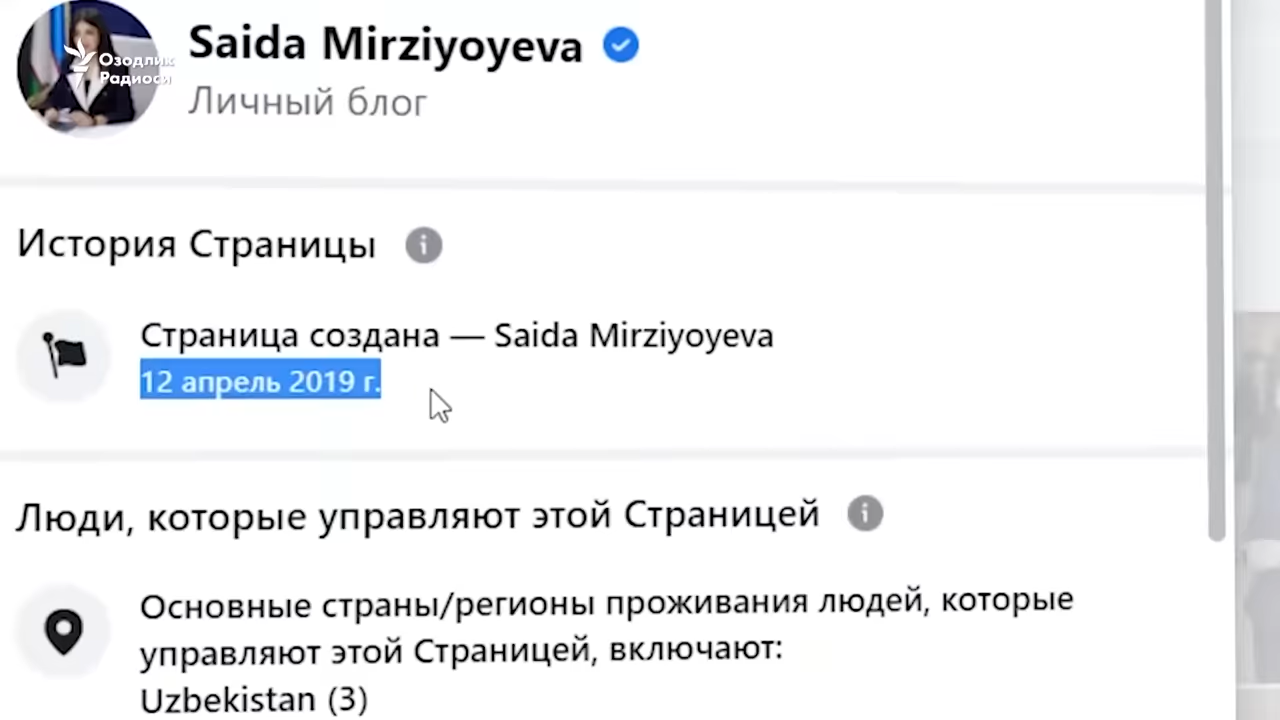 Saida Mirziyoyeva
Озодлик
Радиоси
Личный блог
История Страницы
Страница создана — Saida Mirziyoyeva
12 апрель 2019 г.
Люди, которые управляют этой Страницей
Основные страны/регионы проживания людей, которые
управляют этой Страницей, включают:
Uzbekistan (3)